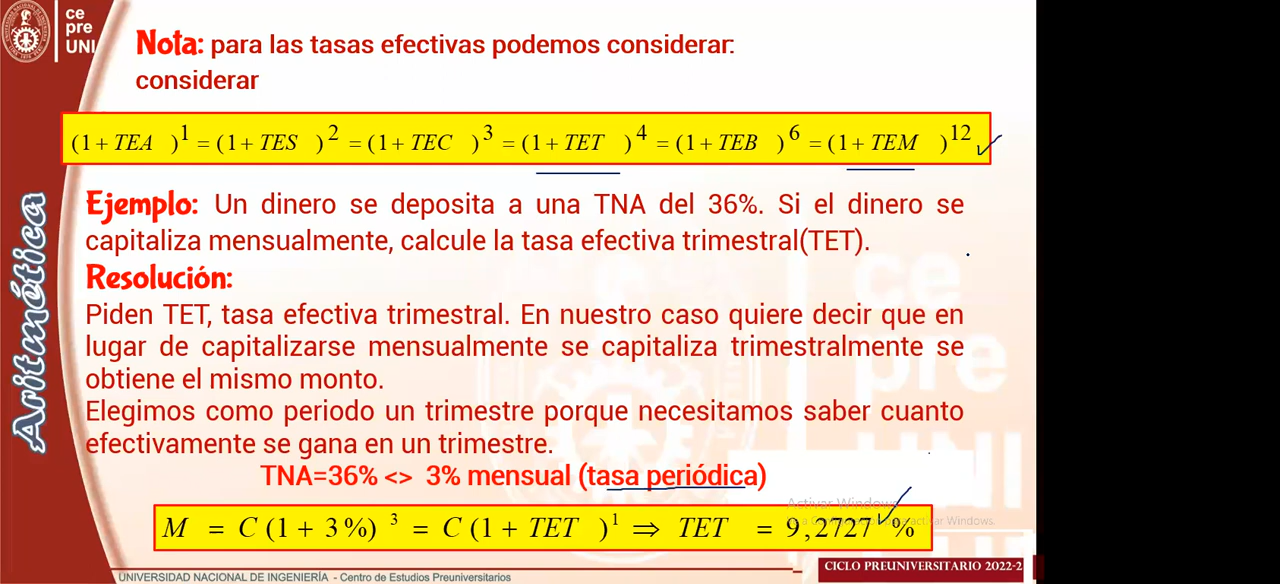 ce
pre
UNI
Nota: para las tasas efectivas podemos considerar:
considerar
(1 + TEA )^1 = (1 + TES )^2 = (1 + TEC )^3 = (1 + TET )^4 = (1 + TEB )^6 = (1 + TEM )^12
Ejemplo: Un dinero se deposita a una TNA del 36%. Si el dinero se
capitaliza mensualmente, calcule la tasa efectiva trimestral(TET).
Resolución:
Piden TET, tasa efectiva trimestral. En nuestro caso quiere decir que en
lugar de capitalizarse mensualmente se capitaliza trimestralmente se
obtiene el mismo monto.
Elegimos como periodo un trimestre porque necesitamos saber cuanto
efectivamente se gana en un trimestre.
TNA=36% <> 3% mensual (tasa periódica)
M = C (1 + 3%)^3 = C (1 + TET )^1 ⇒ TET = 9,2727 %
Aritmética
Activar Windows
ce
pre
UNI
UNIVERSIDAD NACIONAL DE INGENIERÍA - Centro de Estudios Preuniversitarios
CICLO PREUNIVERSITARIO 2022-2